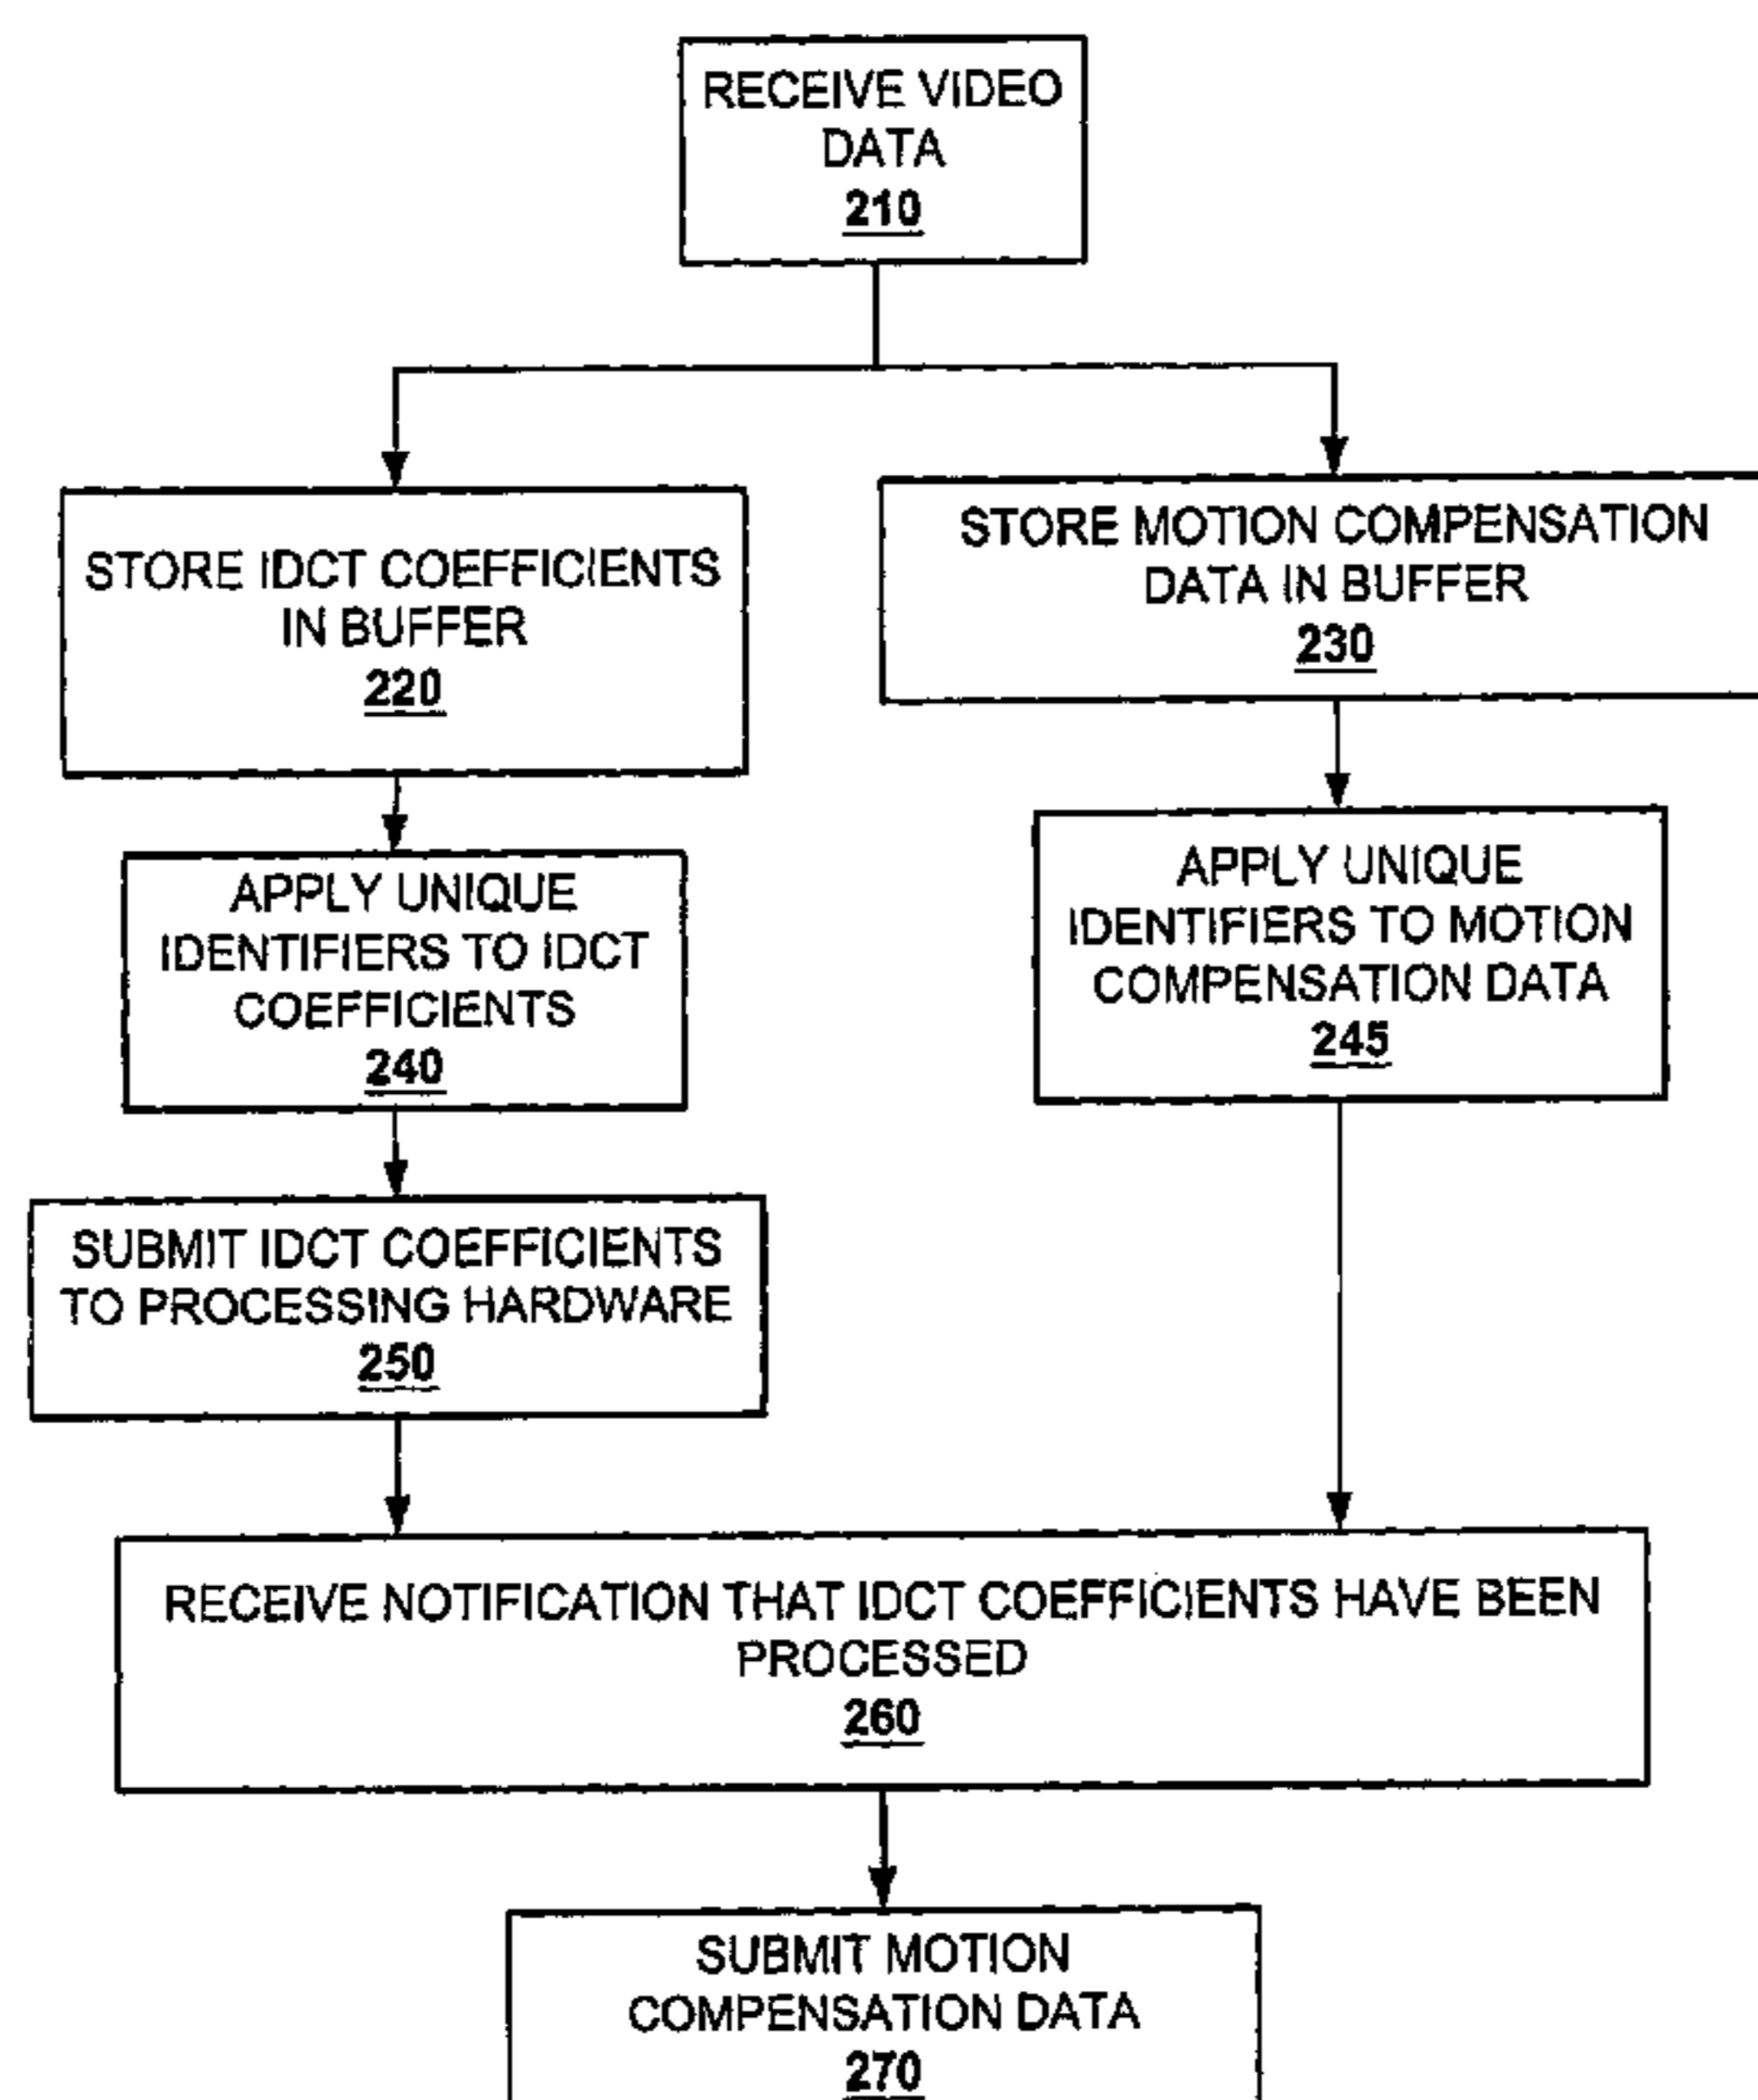 RECEIVE VIDEO
DATA
210
STORE IDCT COEFFICIENTS
IN BUFFER
220
STORE MOTION COMPENSATION
DATA IN BUFFER
230
APPLY UNIQUE
IDENTIFIERS TO IDCT
COEFFICIENTS
240
APPLY UNIQUE
IDENTIFIERS TO MOTION
COMPENSATION DATA
245
SUBMIT IDCT COEFFICIENTS
TO PROCESSING HARDWARE
250
RECEIVE NOTIFICATION THAT IDCT COEFFICIENTS HAVE BEEN
PROCESSED
260
SUBMIT MOTION
COMPENSATION DATA
270